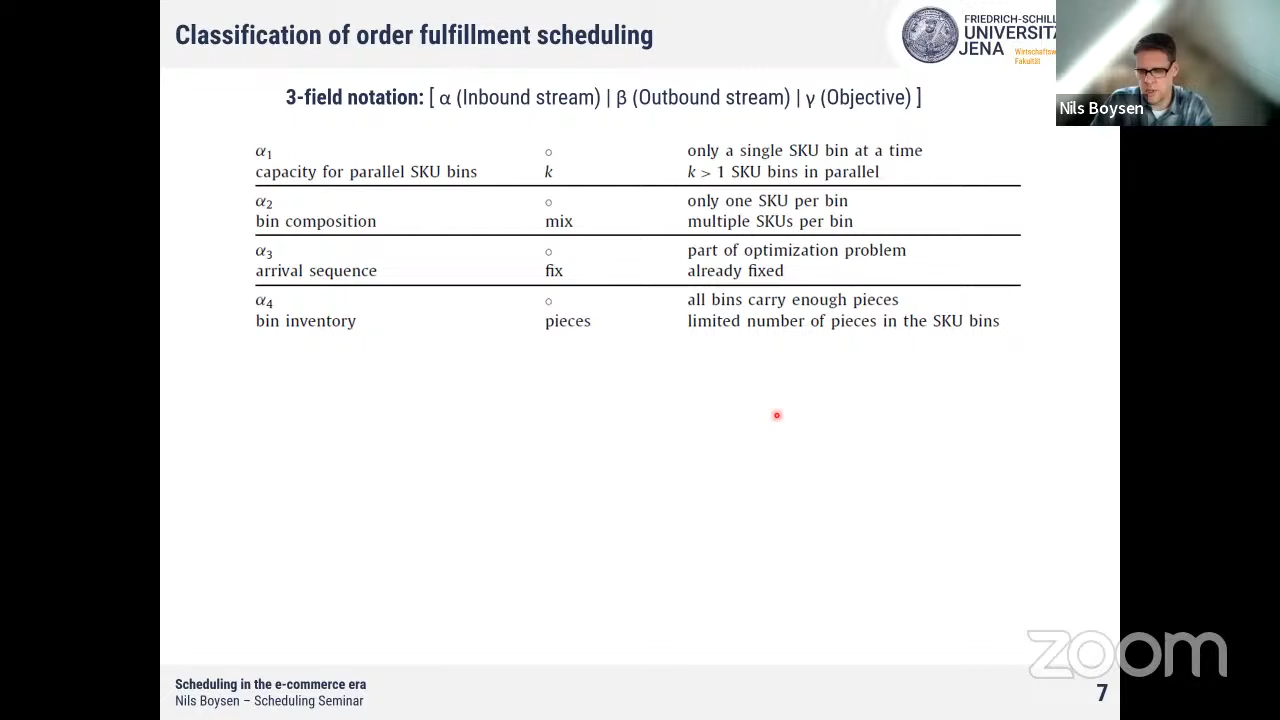 Classification of order fulfillment scheduling
FRIEDRICH-SCHILL
UNIVERSITÄ
JENA
Wirtschaftsw
Fakultät
Nils Boysen
3-field notation: [ α (Inbound stream) | β (Outbound stream) | γ (Objective) ]
α1 ○ only a single SKU bin at a time
capacity for parallel SKU bins k k > 1 SKU bins in parallel
α2 ○ only one SKU per bin
bin composition mix multiple SKUs per bin
α3 ○ part of optimization problem
arrival sequence fix already fixed
α4 ○ all bins carry enough pieces
bin inventory pieces limited number of pieces in the SKU bins
zoom
Scheduling in the e-commerce era
Nils Boysen – Scheduling Seminar
7